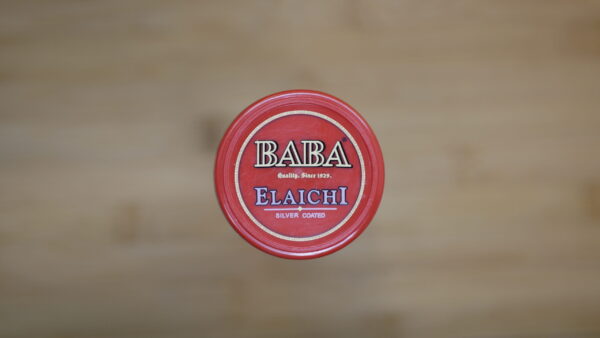 BABA
Quality. Since 1929.
ELAICHI
SILVER COATED